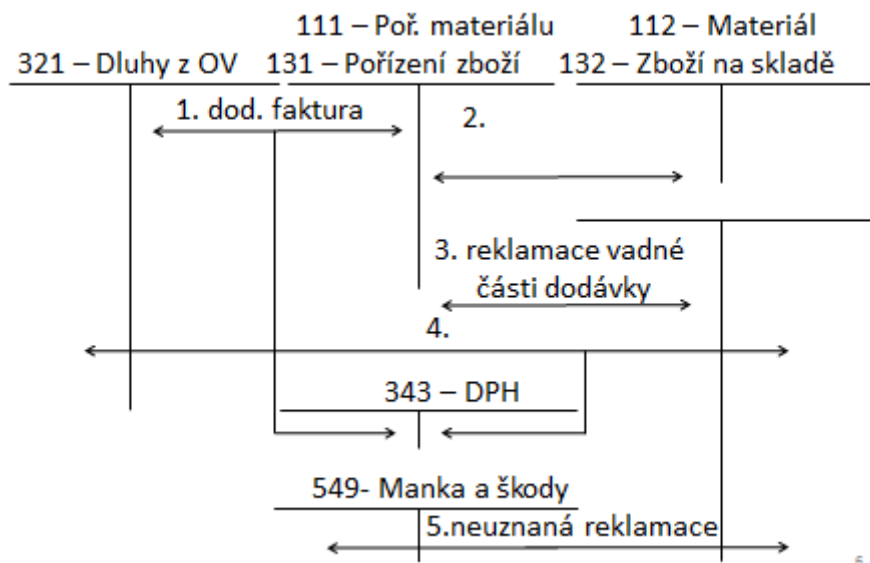 111 – Poř. materiálu
112 – Materiál
321 – Dluhy z OV
131 – Pořízení zboží
132 – Zboží na skladě
1. dod. faktura
2.
3. reklamace vadné
části dodávky
4.
343 – DPH
549- Manka a škody
5.neuznaná reklamace
6